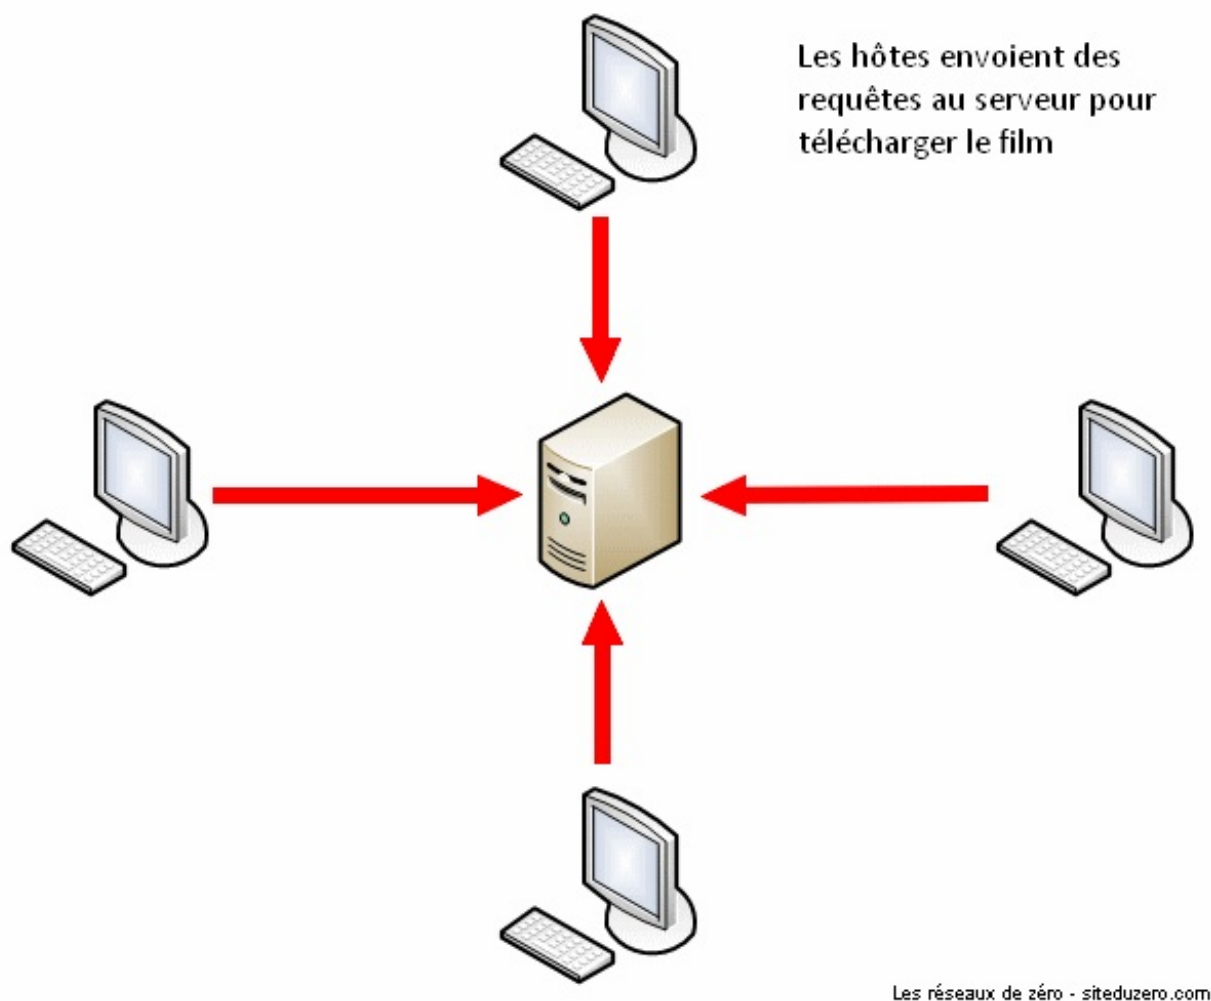 Les hôtes envoient des
requêtes au serveur pour
télécharger le film
Les réseaux de zéro - siteduzero.com